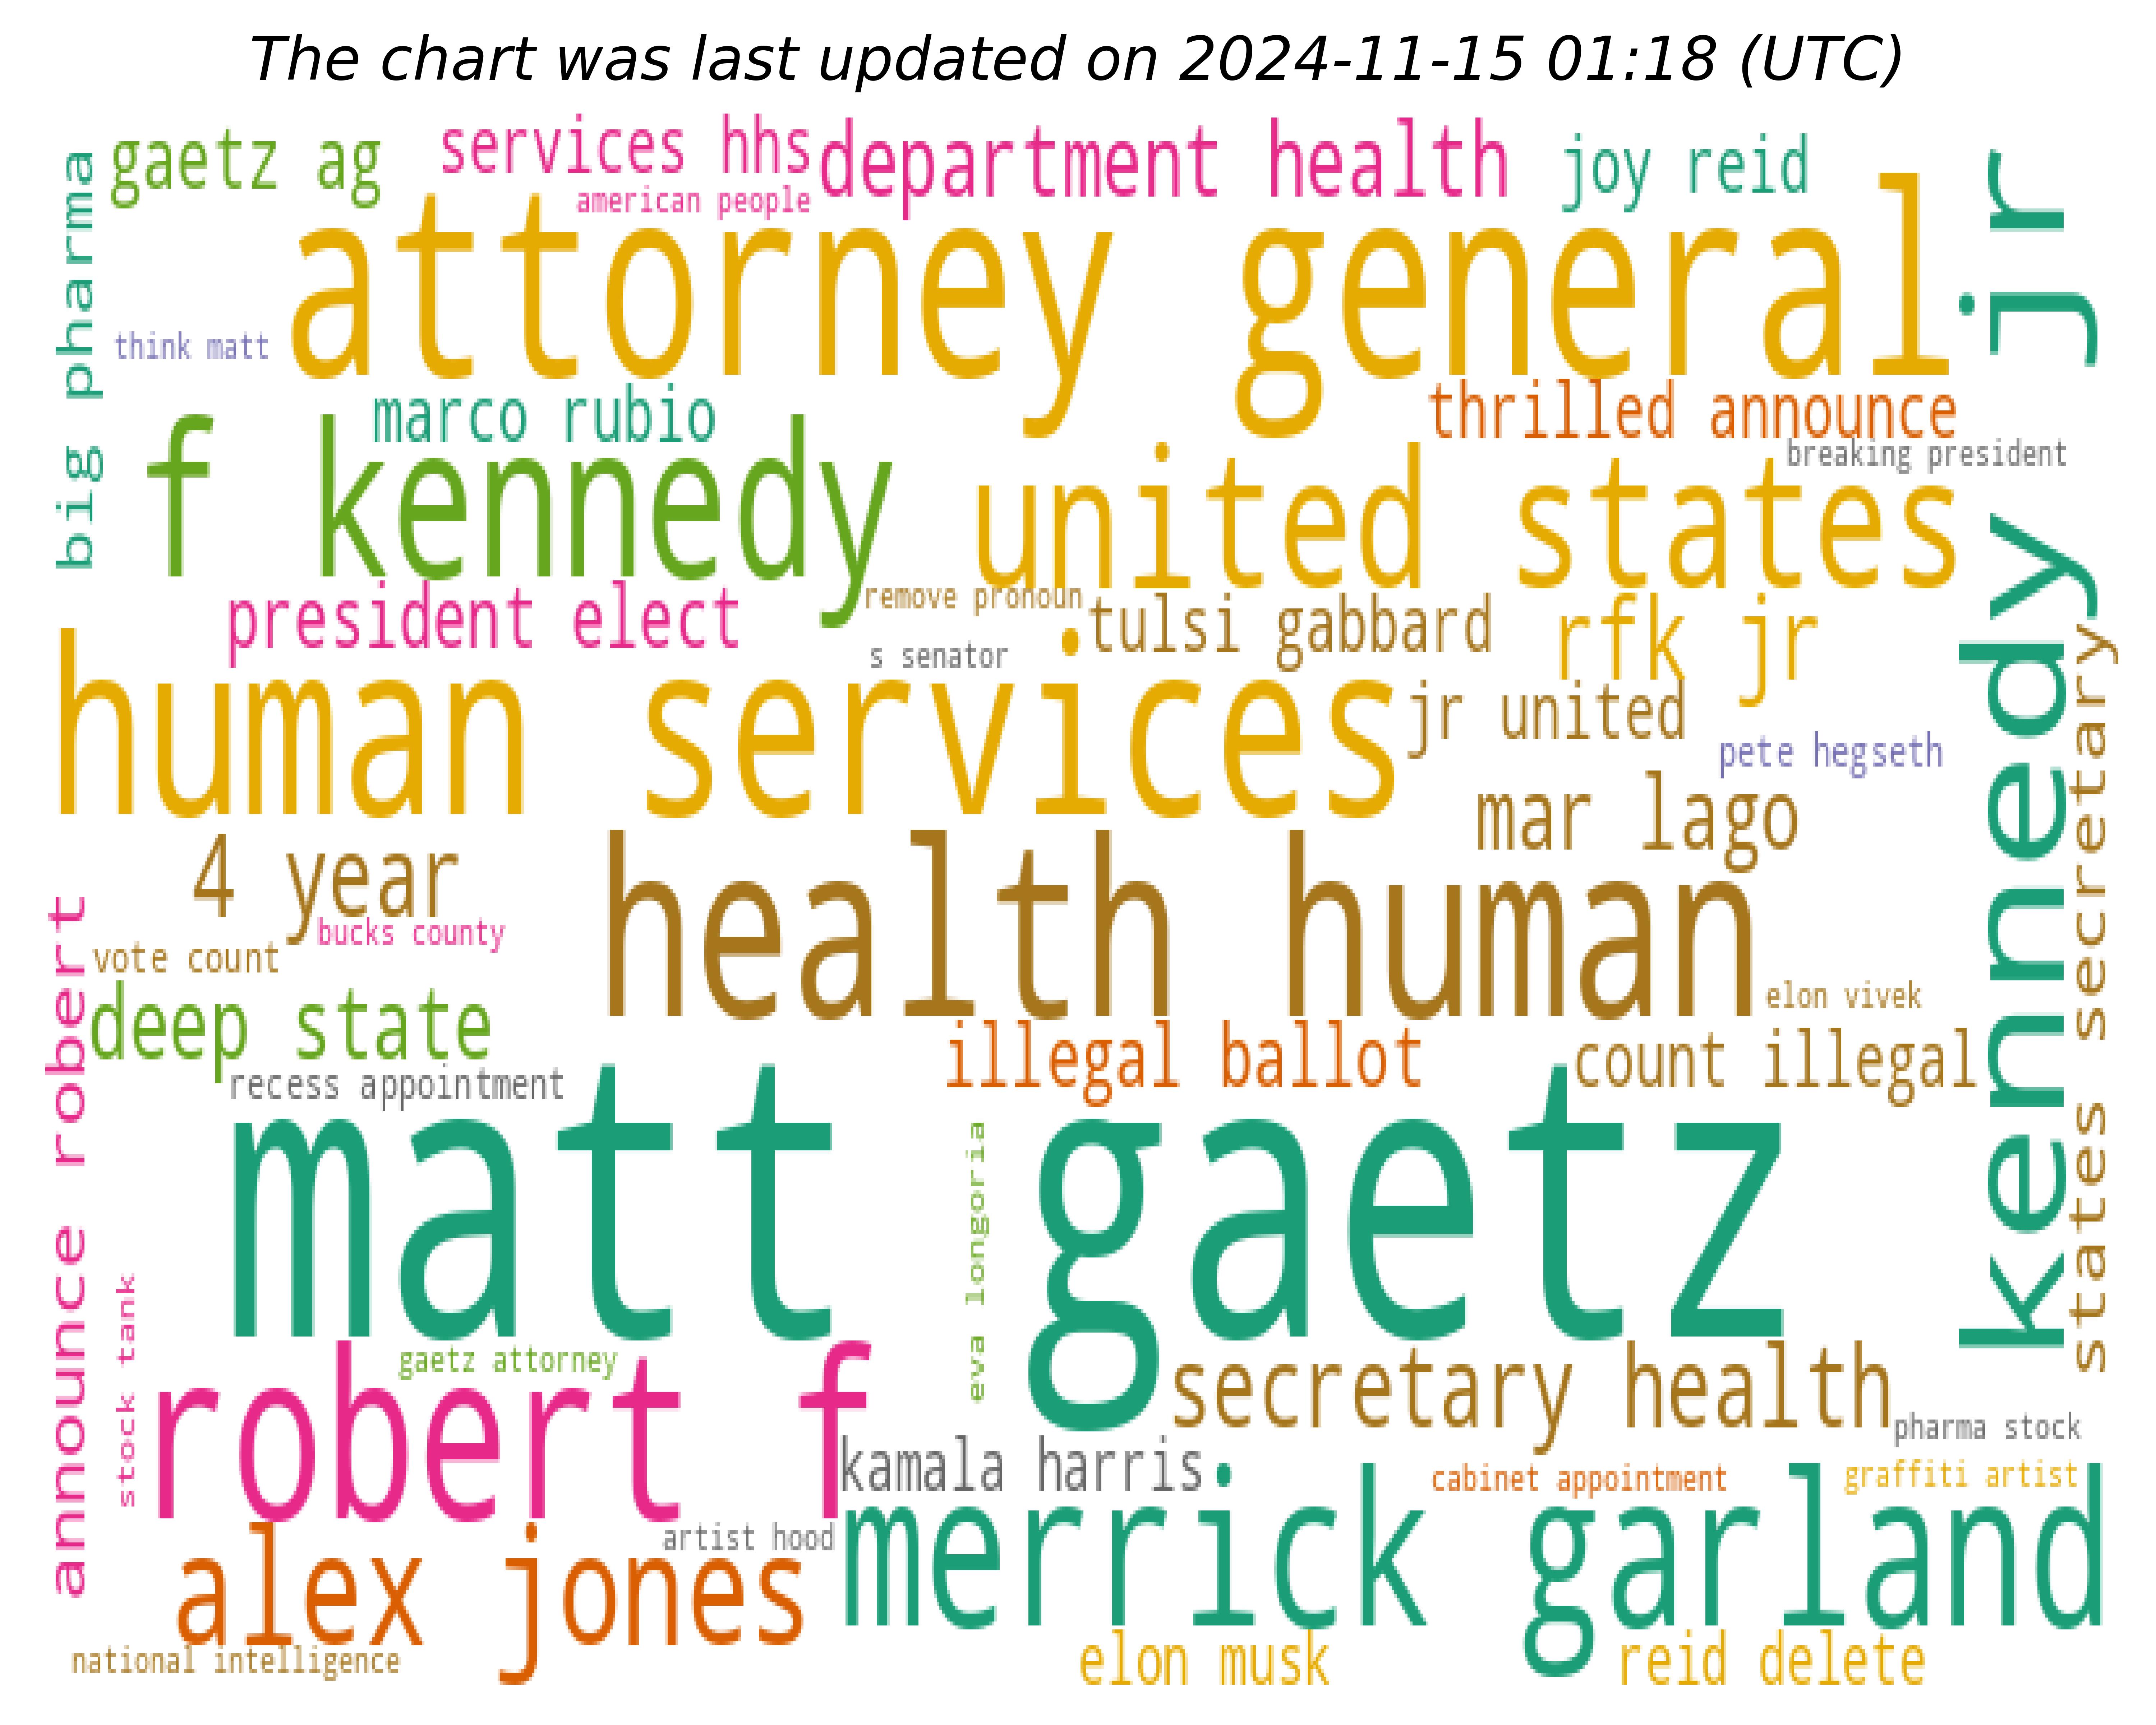 The chart was last updated on 2024-11-15 01:18 (UTC)
gaetz ag
services hhs
department health
joy reid
american people
big pharma
attorney general
kennedy jr
think matt
marco rubio
thrilled announce
breaking president
f kennedy
united states
president elect
remove pronoun
tulsi gabbard
rfk jr
s senator
human services
jr united
pete hegseth
states secretary
mar lago
4 year
health human
bucks county
vote count
elon vivek
announce robert
deep state
illegal ballot
count illegal
recess appointment
matt gaetz
eva longoria
stock tank
gaetz attorney
robert f
secretary health
pharma stock
kamala harris
cabinet appointment
graffiti artist
artist hood
merrick garland
alex jones
national intelligence
elon musk
reid delete